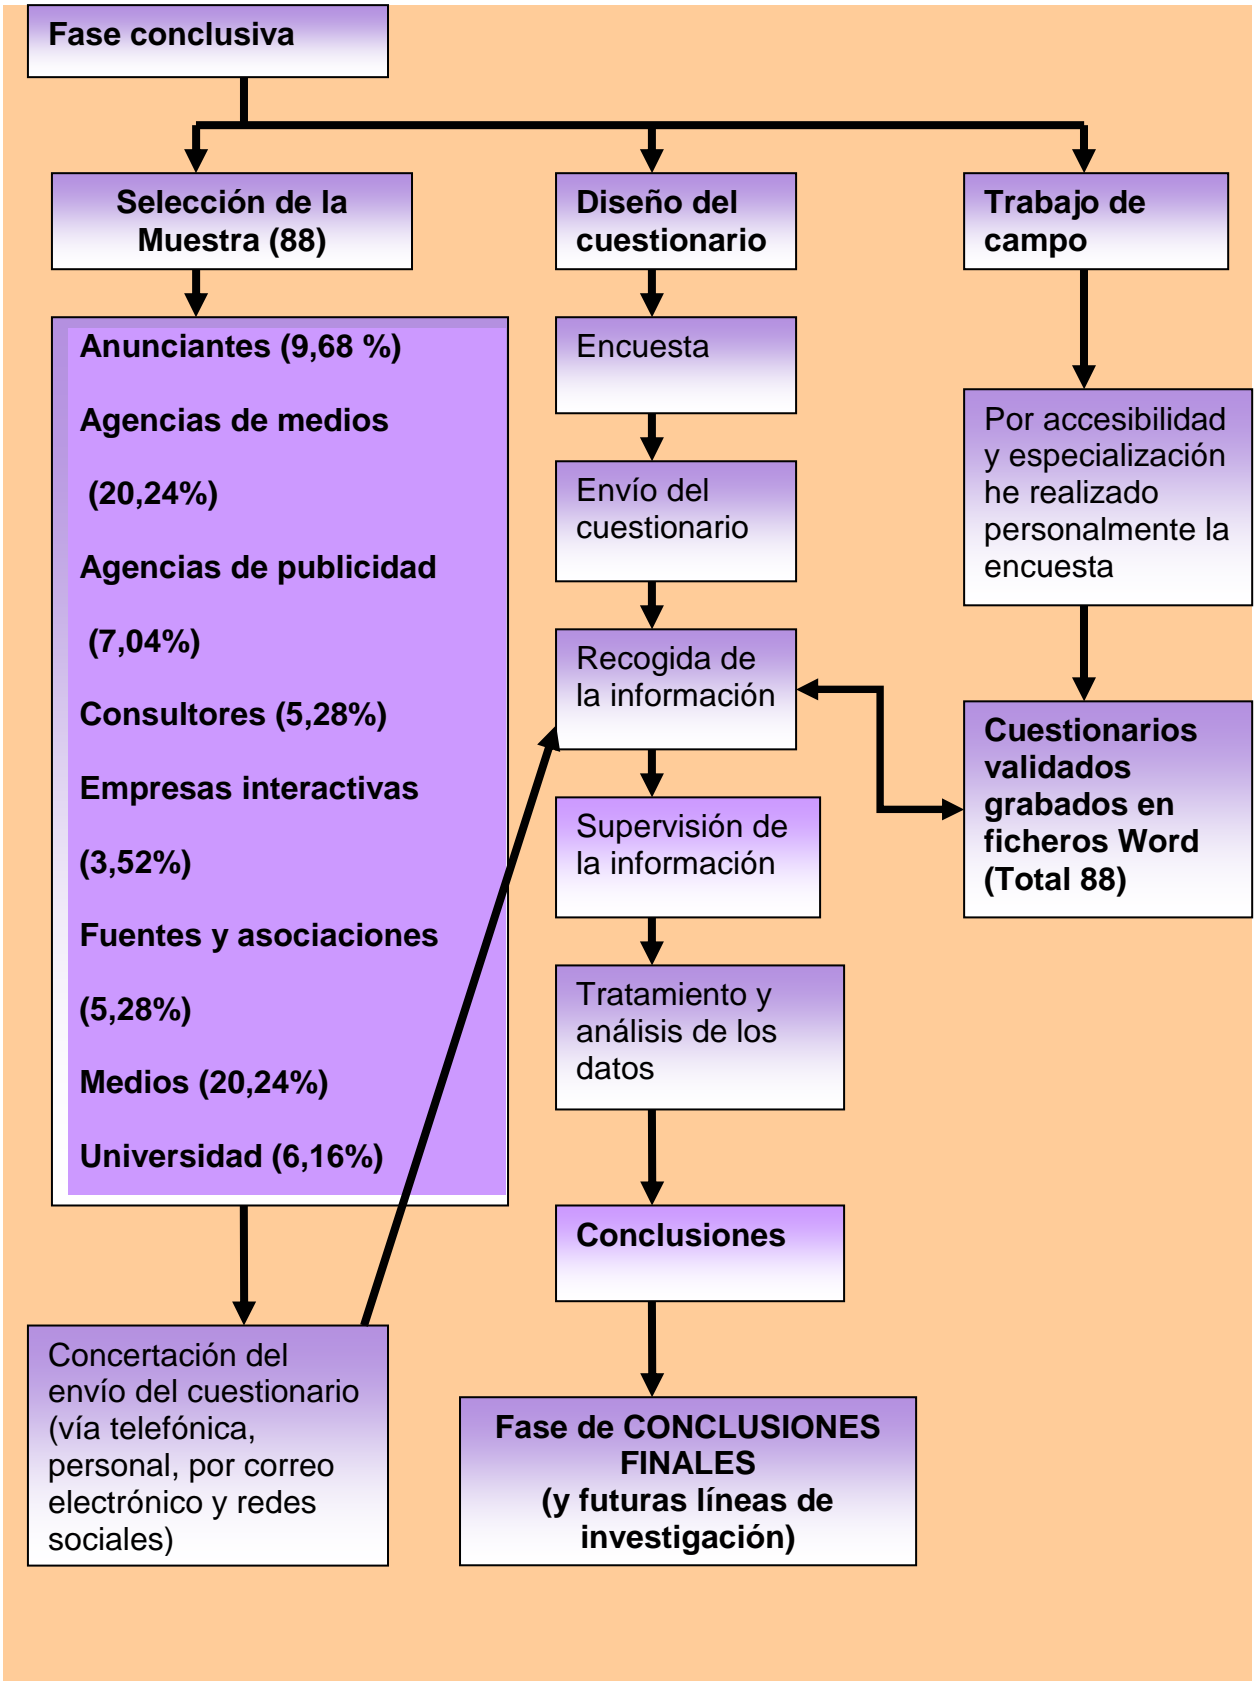 Fase conclusiva
Selección de la
Muestra (88)
Anunciantes (9,68 %)
Agencias de medios
(20,24%)
Agencias de publicidad
(7,04%)
Consultores (5,28%)
Empresas interactivas
(3,52%)
Fuentes y asociaciones
(5,28%)
Medios (20,24%)
Universidad (6,16%)
Concertación del
envío del cuestionario
(vía telefónica,
personal, por correo
electrónico y redes
sociales)
Diseño del
cuestionario
Encuesta
Envío del
cuestionario
Recogida de
la información
Supervisión de
la información
Tratamiento y
análisis de los
datos
Conclusiones
Fase de CONCLUSIONES
FINALES
(y futuras líneas de
investigación)
Trabajo de
campo
Por accesibilidad
y especialización
he realizado
personalmente la
encuesta
Cuestionarios
validados
grabados en
ficheros Word
(Total 88)